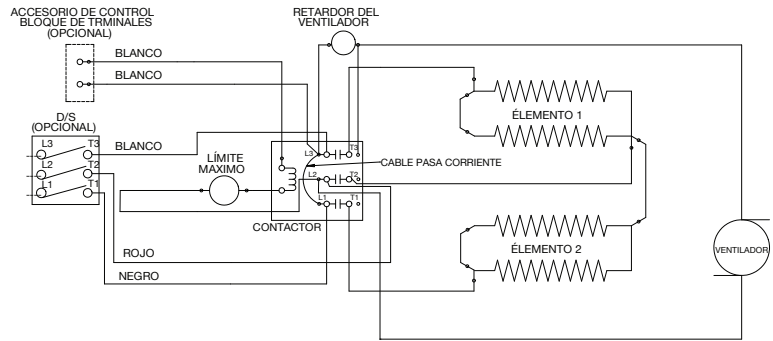 ACCESORIO DE CONTROL
BLOQUE DE TRMINALES
(OPCIONAL)
RETARDOR DEL
VENTILADOR
BLANCO
BLANCO
D/S
(OPCIONAL)
L3 T3
L2 T2
L1 T1
BLANCO
LÍMITE
MAXIMO
L3 T3
L2 T2
L1 T1
CABLE PASA CORRIENTE
CONTACTOR
ROJO
NEGRO
ÉLEMENTO 1
ÉLEMENTO 2
VENTILADOR